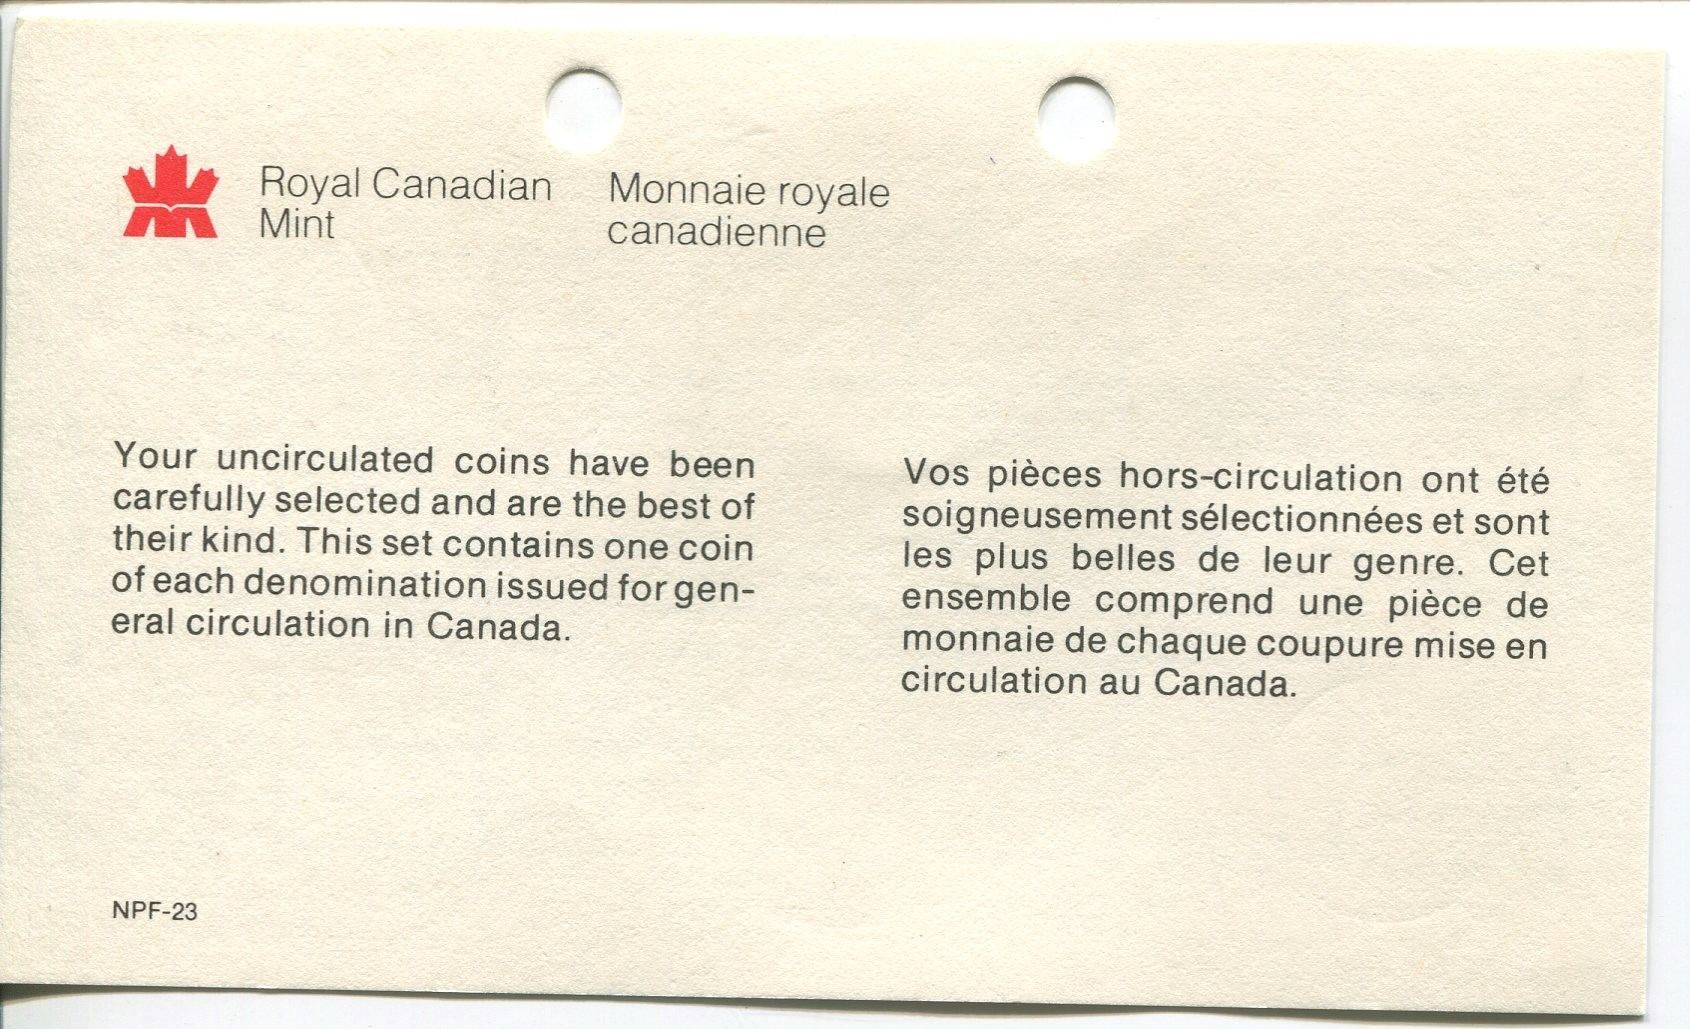 Royal Canadian
Mint
Monnaie royale
canadienne
Your uncirculated coins have been
carefully selected and are the best of
their kind. This set contains one coin
of each denomination issued for gen-
eral circulation in Canada.
Vos pièces hors-circulation ont été
soigneusement sélectionnées et sont
les plus belles de leur genre. Cet
ensemble comprend une pièce de
monnaie de chaque coupure mise en
circulation au Canada.
NPF-23